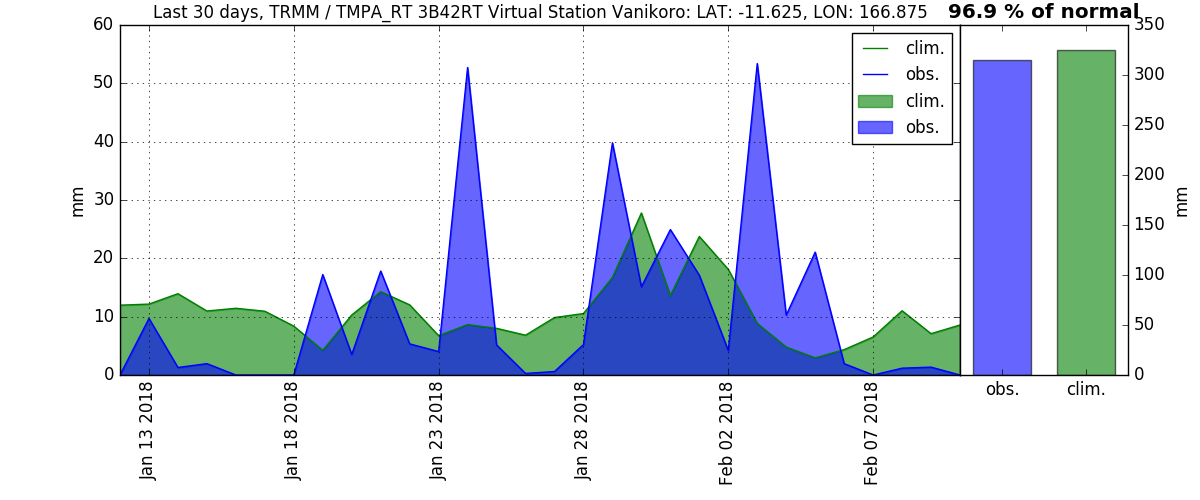 Last 30 days, TRMM / TMPA_RT 3B42RT Virtual Station Vanikoro: LAT: -11.625, LON: 166.875
96.9 % of normal
60
50
40
30
20
10
0
mm
Jan 13 2018
Jan 18 2018
Jan 23 2018
Jan 28 2018
Feb 02 2018
Feb 07 2018
clim.
obs.
clim.
obs.
350
300
250
200
150
100
50
0
mm
obs.
clim.